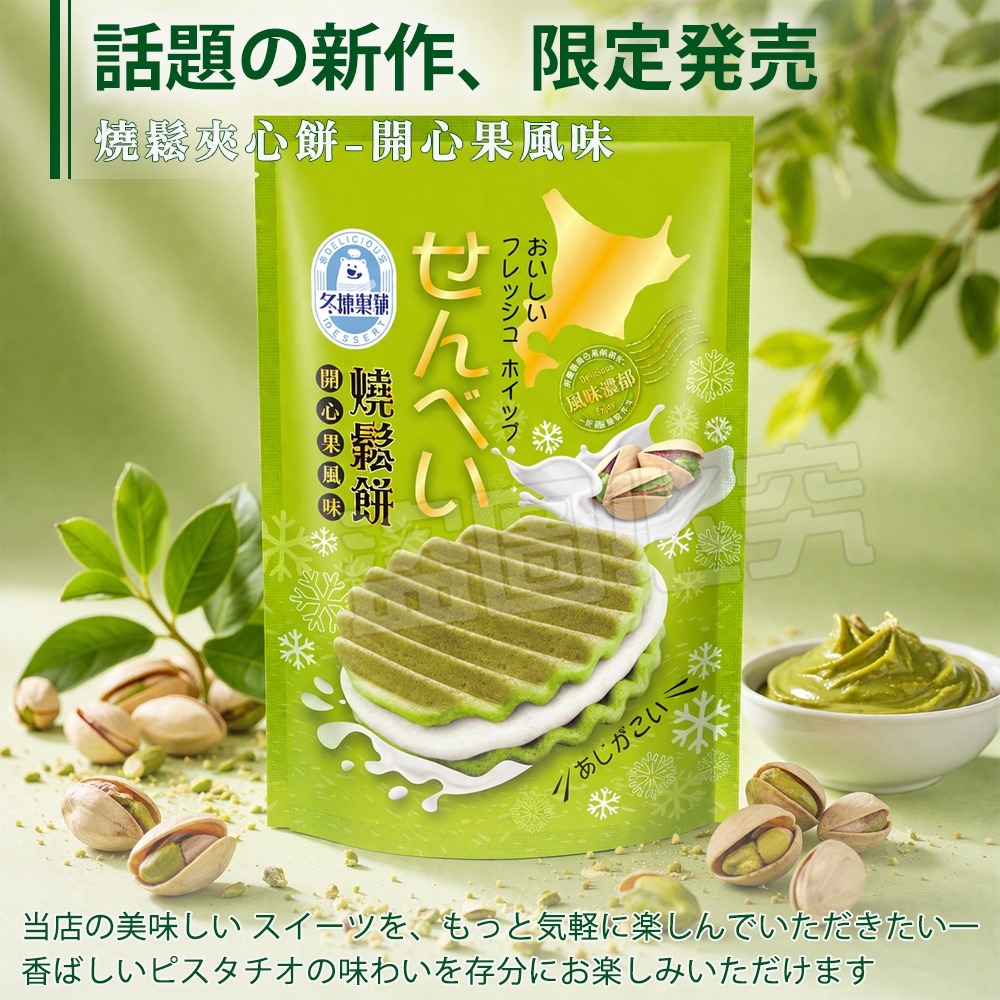 話題の新作、限定発売
燒鬆夾心餅-開心果風味
DELICIOUS
冬擁菓舖
DESSERT
せんべい
おいしい
フレッシュ ホイップ
燒鬆餅
開心果風味
Delicious
風味濃郁
Enjoy
あじがこい
当店の美味しい スイーツを、もっと気軽に楽しんでいただきたいー
香ばしいピスタチオの味わいを存分にお楽しみいただけます